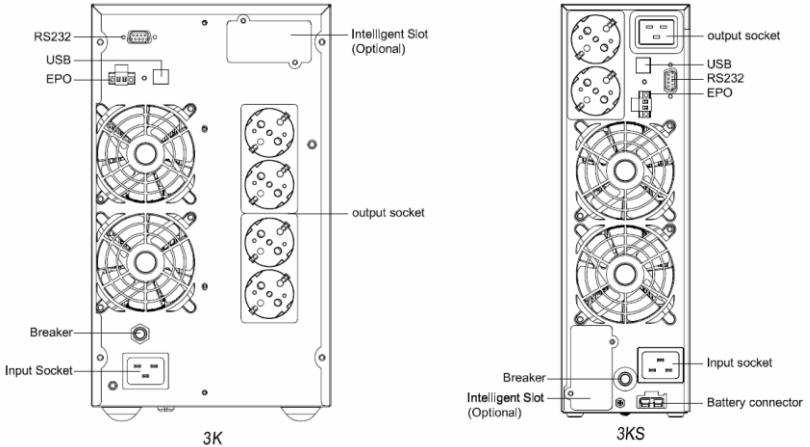 RS232
USB
EPO
Intelligent Slot
(Optional)
output socket
Breaker
Input Socket
3K
output socket
USB
RS232
EPO
Input socket
Breaker
Intelligent Slot
(Optional)
Battery connector
3KS